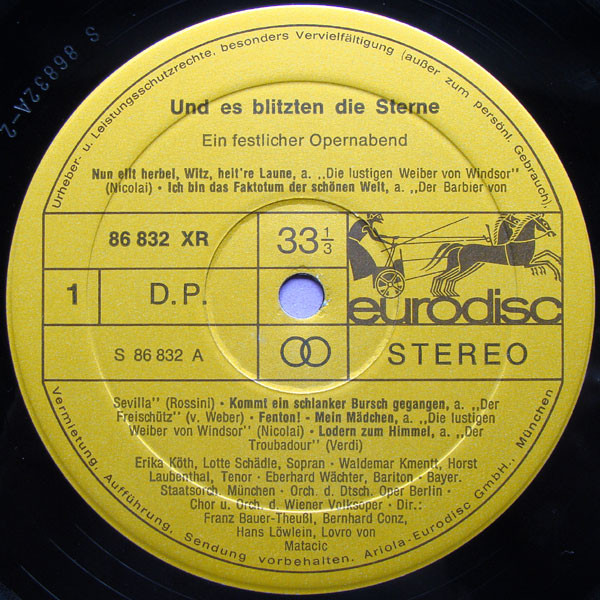 Urheber- u. Leistungsschutzrechte, besonders Vervielfältigung (außer zum persönl. Gebrauch).
S 86832A-2
Und es blitzten die Sterne
Ein festlicher Opernabend
Nun eilt herbei, Witz, heit're Laune, a. „Die lustigen Weiber von Windsor"
(Nicolai) · Ich bin das Faktotum der schönen Welt, a. „Der Barbier von
86 832 XR
33 1/3
1
D.P.
eurodisc
S 86 832 A
STEREO
Sevilla" (Rossini) · Kommt ein schlanker Bursch gegangen, a. „Der
Freischütz" (v. Weber) · Fenton! - Mein Mädchen, a. „Die lustigen
Weiber von Windsor" (Nicolai) · Lodern zum Himmel, a. „Der
Troubadour" (Verdi)
Erika Köth, Lotte Schädle, Sopran · Waldemar Kmentt, Horst
Laubenthal, Tenor · Eberhard Wächter, Bariton · Bayer.
Staatsorch. München · Orch. d. Dtsch. Oper Berlin ·
Chor u. Orch. d. Wiener Volksoper · Dir.:
Franz Bauer-Theußl, Bernhard Conz,
Hans Löwlein, Lovro von
Matacic
Vermietung, Aufführung, Sendung vorbehalten. Ariola-Eurodisc GmbH., München